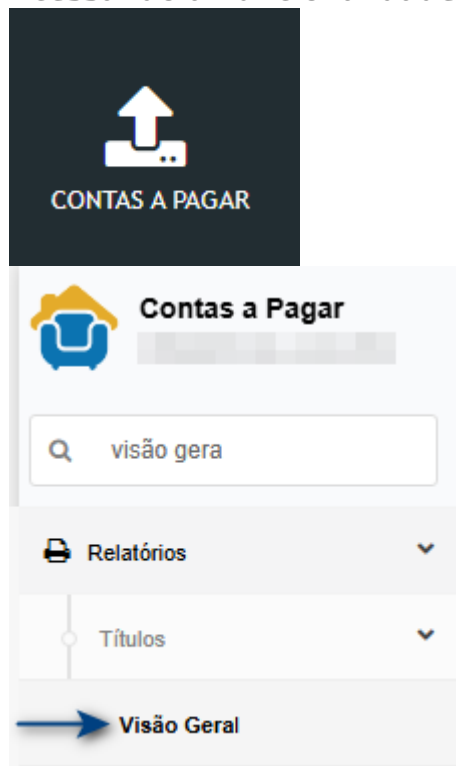 CONTAS A PAGAR
Contas a Pagar
visão gera
Relatórios
Títulos
Visão Geral